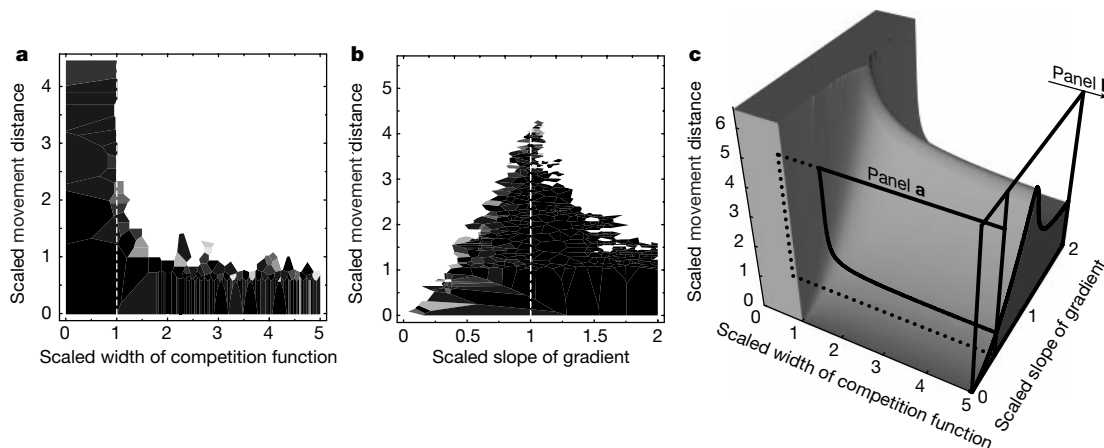 a
Scaled movement distance
4
3
2
1
0
0 1 2 3 4 5
Scaled width of competition function
b
Scaled movement distance
5
4
3
2
1
0
0 0.5 1 1.5 2
Scaled slope of gradient
c
Scaled movement distance
6
5
4
3
2
1
0
Panel a
Panel
0
1
2
3
4
5
Scaled width of competition function
0
1
2
Scaled slope of gradient